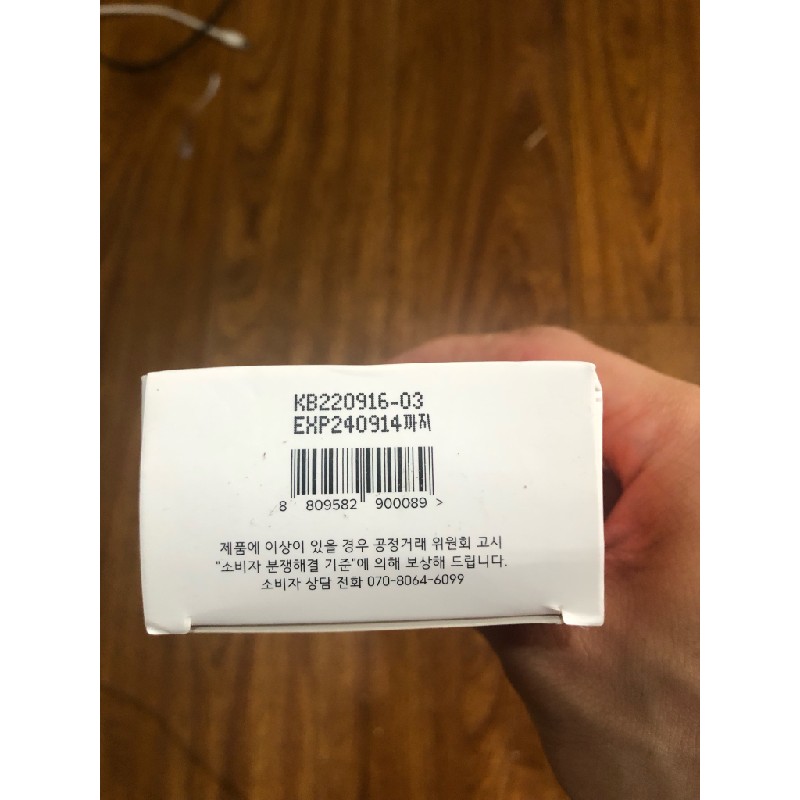 KB220916-03
EXP240914까지
8 809582 900089 >
제품에 이상이 있을 경우 공정거래 위원회 고시
"소비자 분쟁해결 기준"에 의해 보상해 드립니다.
소비자 상담 전화 070-8064-6099